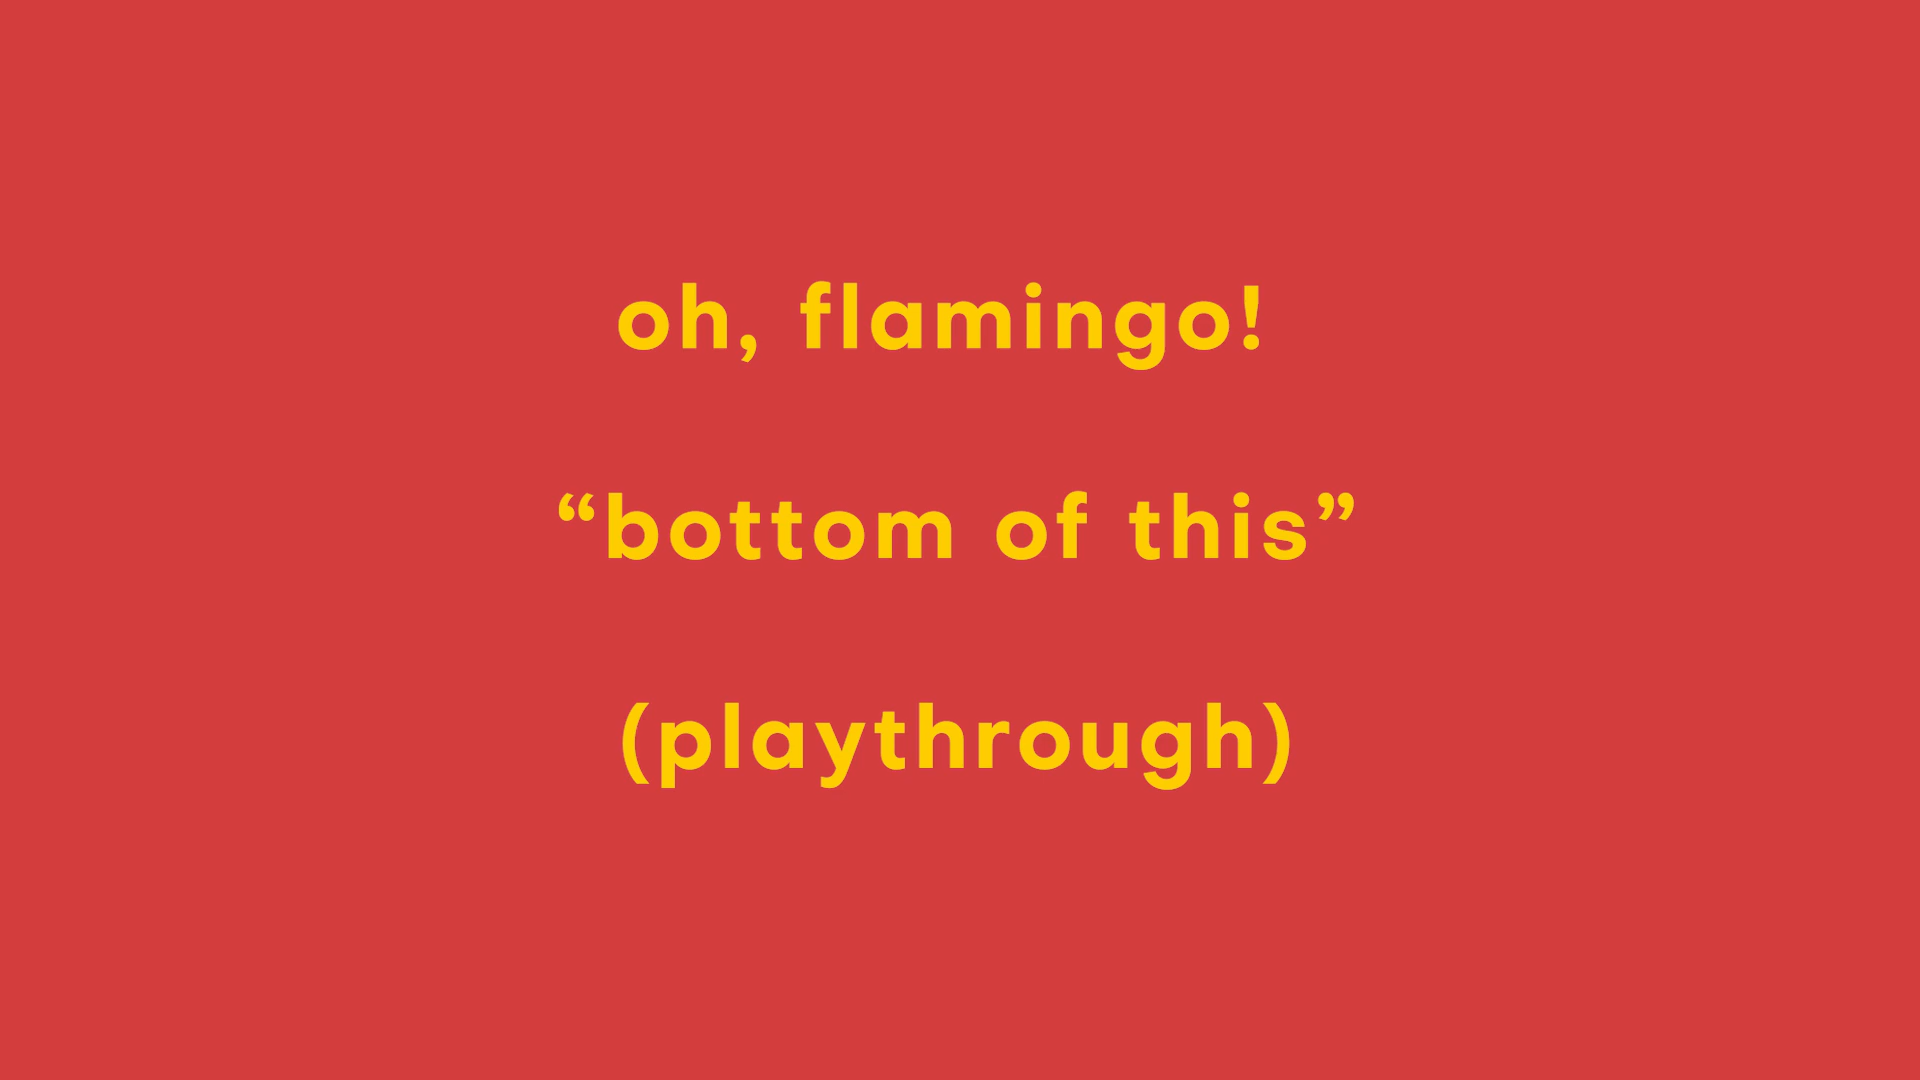 oh, flamingo!
“bottom of this”
(playthrough)